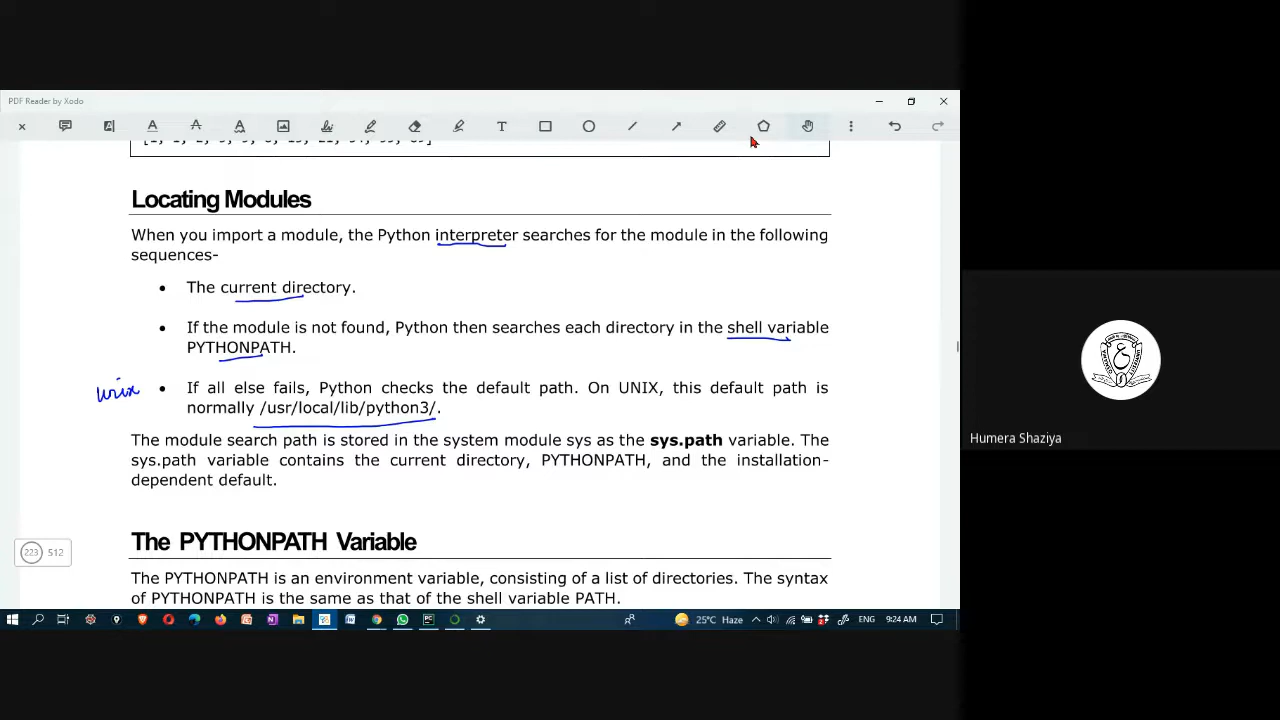 PDF Reader by Xodo
Locating Modules
When you import a module, the Python interpreter searches for the module in the following
sequences-
• The current directory.
• If the module is not found, Python then searches each directory in the shell variable
PYTHONPATH.
unix
• If all else fails, Python checks the default path. On UNIX, this default path is
normally /usr/local/lib/python3/.
The module search path is stored in the system module sys as the sys.path variable. The
sys.path variable contains the current directory, PYTHONPATH, and the installation-
dependent default.
The PYTHONPATH Variable
The PYTHONPATH is an environment variable, consisting of a list of directories. The syntax
of PYTHONPATH is the same as that of the shell variable PATH.
223 512
25°C Haze
ENG
9:24 AM
Humera Shaziya